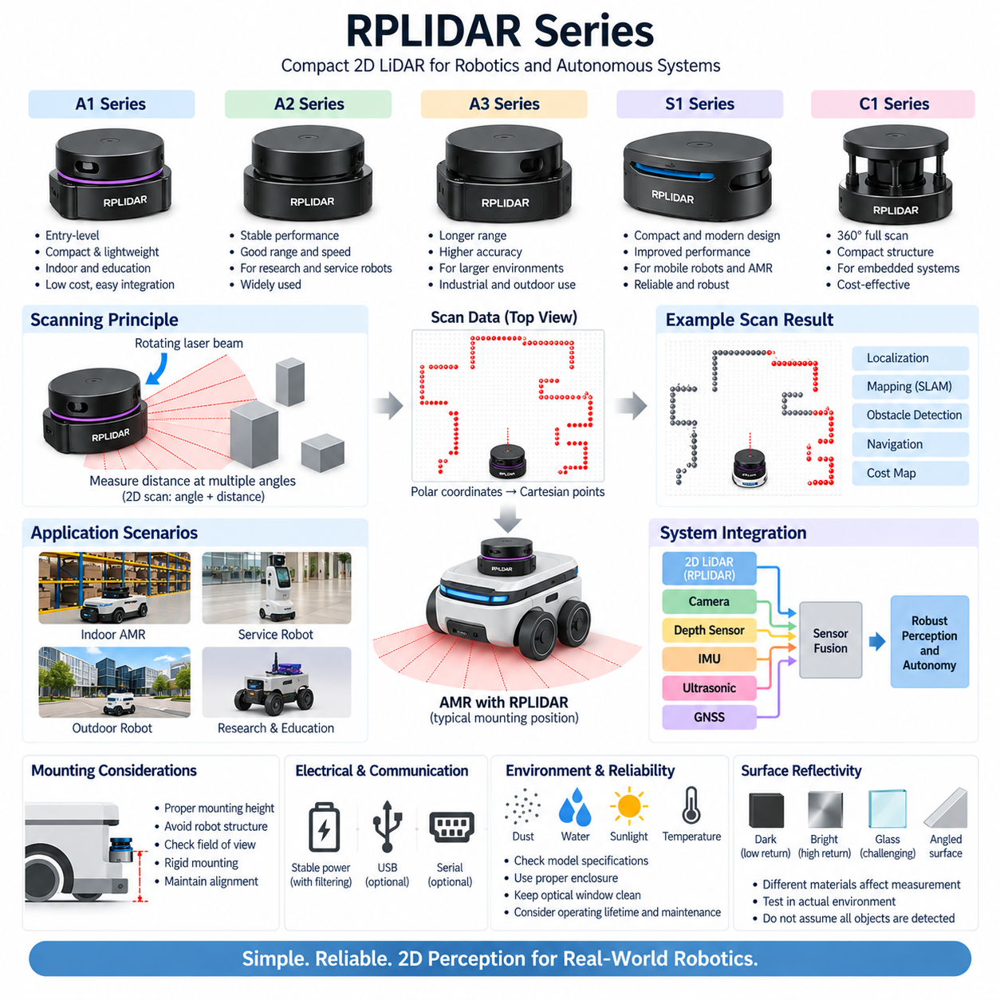 RPLIDAR Series
Compact 2D LiDAR for Robotics and Autonomous Systems
A1 Series
RPLIDAR
• Entry-level
• Compact & lightweight
• Indoor and education
• Low cost, easy integration
A2 Series
RPLIDAR
• Stable performance
• Good range and speed
• For research and service robots
• Widely used
A3 Series
RPLIDAR
• Longer range
• Higher accuracy
• For larger environments
• Industrial and outdoor use
S1 Series
RPLIDAR
• Compact and modern design
• Improved performance
• For mobile robots and AMR
• Reliable and robust
C1 Series
RPLIDAR
• 360° full scan
• Compact structure
• For embedded systems
• Cost-effective
Scanning Principle
Rotating laser beam
RPLIDAR
Measure distance at multiple angles
(2D scan: angle + distance)
Scan Data (Top View)
Polar coordinates → Cartesian points
Example Scan Result
Localization
Mapping (SLAM)
Obstacle Detection
Navigation
Cost Map
Application Scenarios
Indoor AMR
Service Robot
Outdoor Robot
Research & Education
RPLIDAR
AMR with RPLIDAR
(typical mounting position)
System Integration
2D LiDAR
(RPLIDAR)
Camera
Depth Sensor
IMU
Ultrasonic
GNSS
Sensor
Fusion
Robust
Perception
and
Autonomy
Mounting Considerations
• Proper mounting height
• Avoid robot structure
• Check field of view
• Rigid mounting
• Maintain alignment
Electrical & Communication
Stable power
(with filtering)
USB
(optional)
Serial
(optional)
Environment & Reliability
Dust
Water
Sunlight
Temperature
• Check model specifications
• Use proper enclosure
• Keep optical window clean
• Consider operating lifetime and maintenance
Surface Reflectivity
Dark
(low return)
Bright
(high return)
Glass
(challenging)
Angled
surface
• Different materials affect measurement
• Test in actual environment
• Do not assume all objects are detected
Simple. Reliable. 2D Perception for Real-World Robotics.